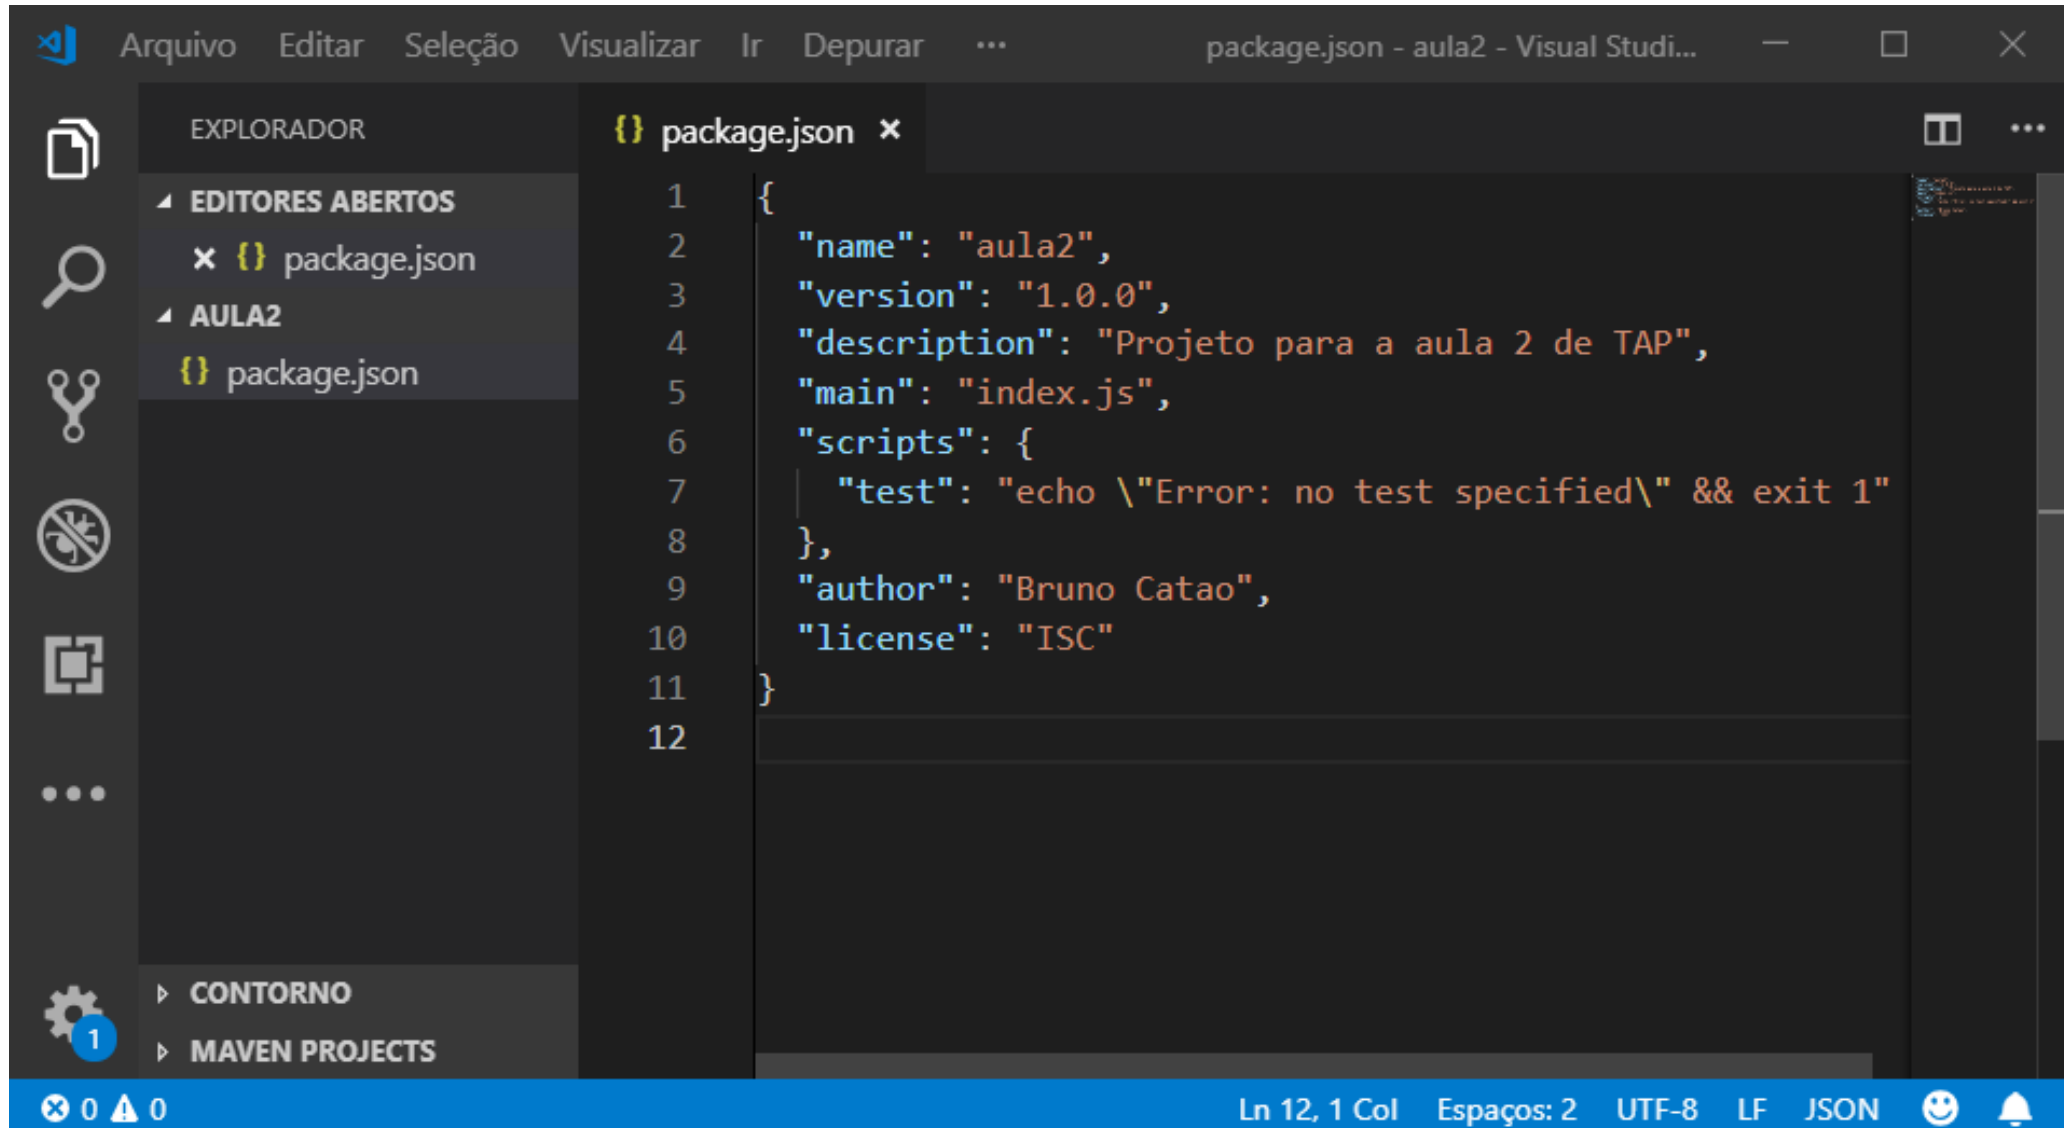 Arquivo Editar Seleção Visualizar Ir Depurar ··· package.json - aula2 - Visual Studi...
EXPLORADOR
EDITORES ABERTOS
{} package.json
AULA2
{} package.json
CONTORNO
MAVEN PROJECTS
1
{} package.json
1 {
2 "name": "aula2",
3 "version": "1.0.0",
4 "description": "Projeto para a aula 2 de TAP",
5 "main": "index.js",
6 "scripts": {
7 "test": "echo \"Error: no test specified\" && exit 1"
8 },
9 "author": "Bruno Catao",
10 "license": "ISC"
11 }
12
0 0 Ln 12, 1 Col Espaços: 2 UTF-8 LF JSON